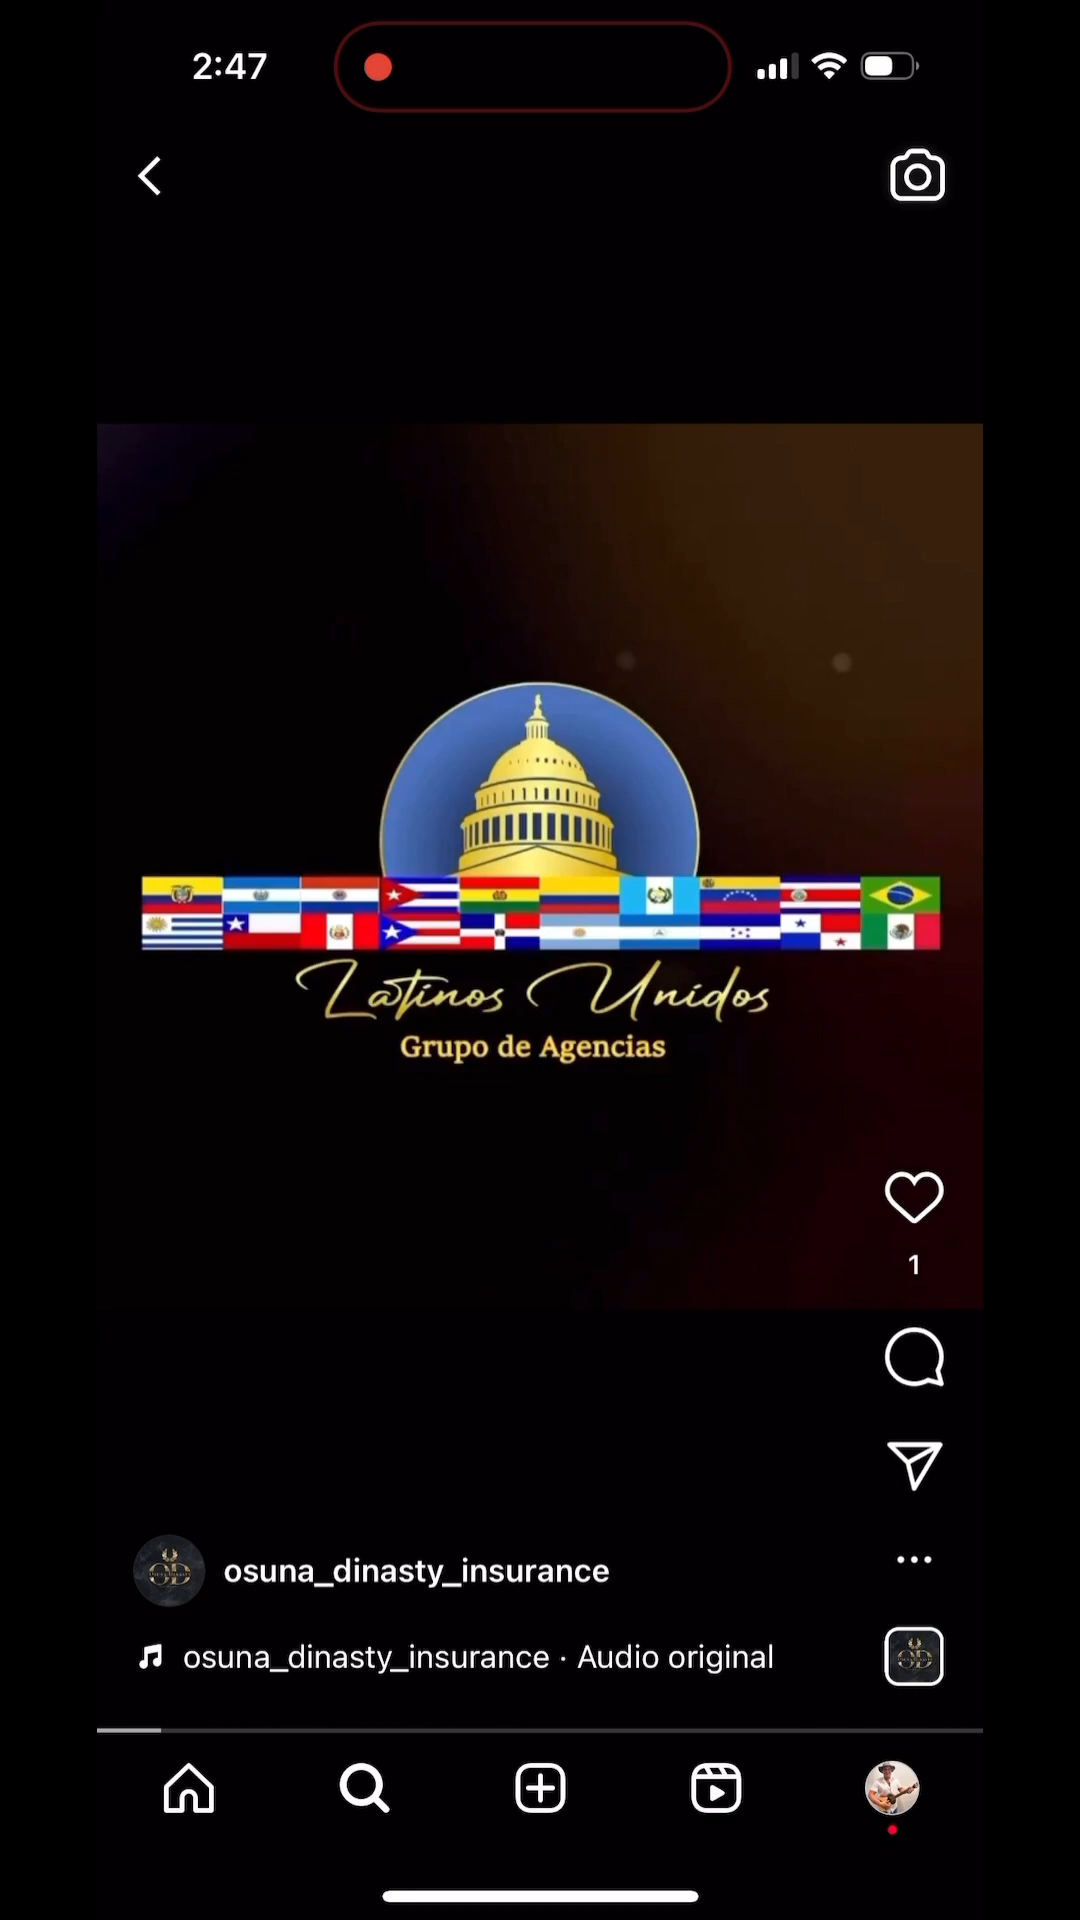 2:47
Latinos Unidos
Grupo de Agencias
1
osuna_dinasty_insurance
osuna_dinasty_insurance · Audio original